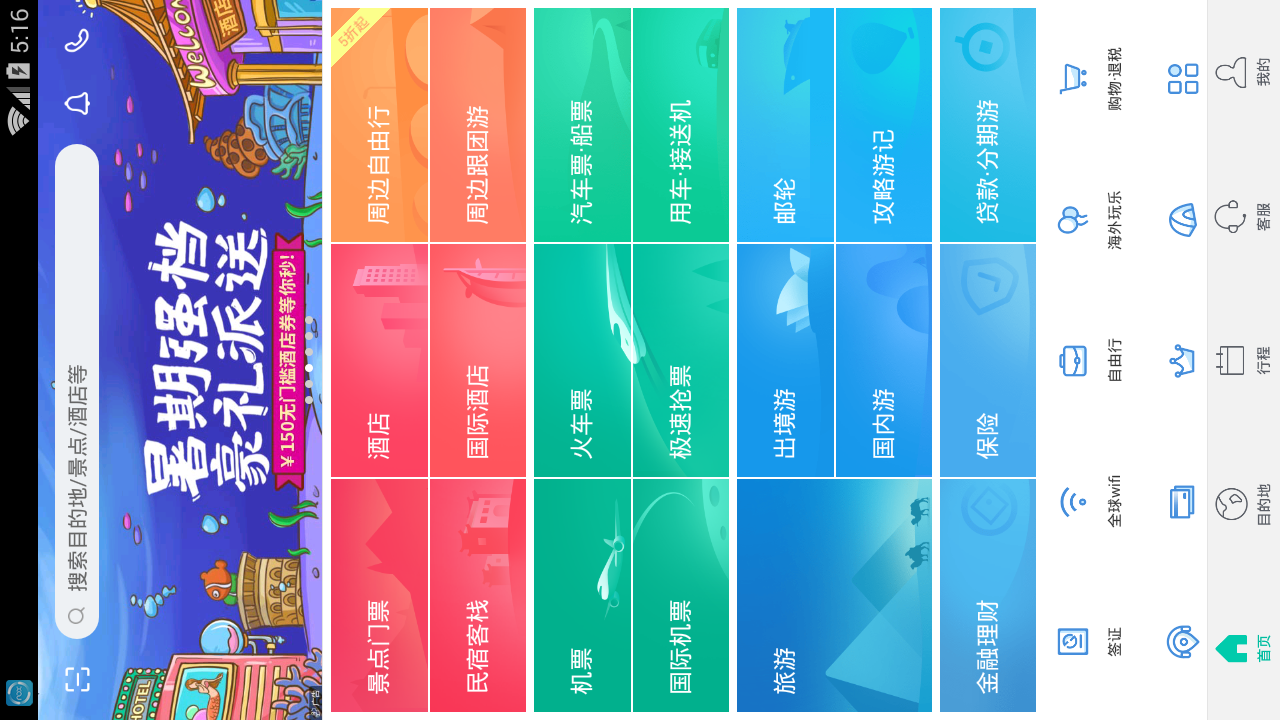 5:16
搜索目的地/景点/酒店等
Welcom
酒店
暑期强档
豪礼派送
¥150无门槛酒店券等你秒!
HOTEL
广告
景点门票
酒店
周边自由行
5折起
民宿客栈
国际酒店
周边跟团游
机票
火车票
汽车票·船票
国际机票
极速抢票
用车·接送机
旅游
出境游
邮轮
国内游
攻略游记
金融理财
保险
贷款·分期游
签证
全球wifi
自由行
海外玩乐
购物·退税
首页
目的地
行程
客服
我的